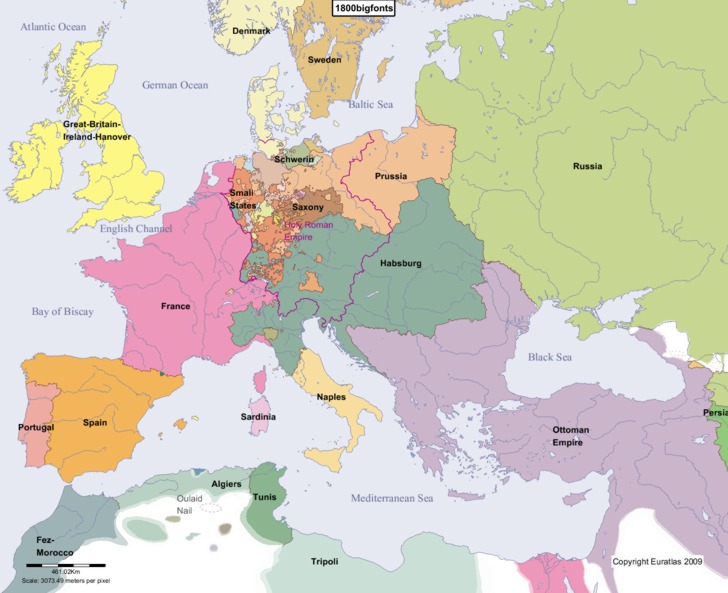 1800bigfonts
Atlantic Ocean
Denmark
Sweden
German Ocean
Baltic Sea
Great-Britain-
Ireland-Hanover
Schwerin
Russia
Prussia
Small
States
Saxony
Holy Roman
Empire
English Channel
Habsburg
Bay of Biscay
France
Black Sea
Naples
Persia
Sardinia
Portugal
Spain
Ottoman
Empire
Algiers
Oulaid
Nail
Tunis
Mediterranean Sea
Fez-
Morocco
Tripoli
Copyright Euratlas 2009
461.02Km
Scale: 3073.49 meters per pixel